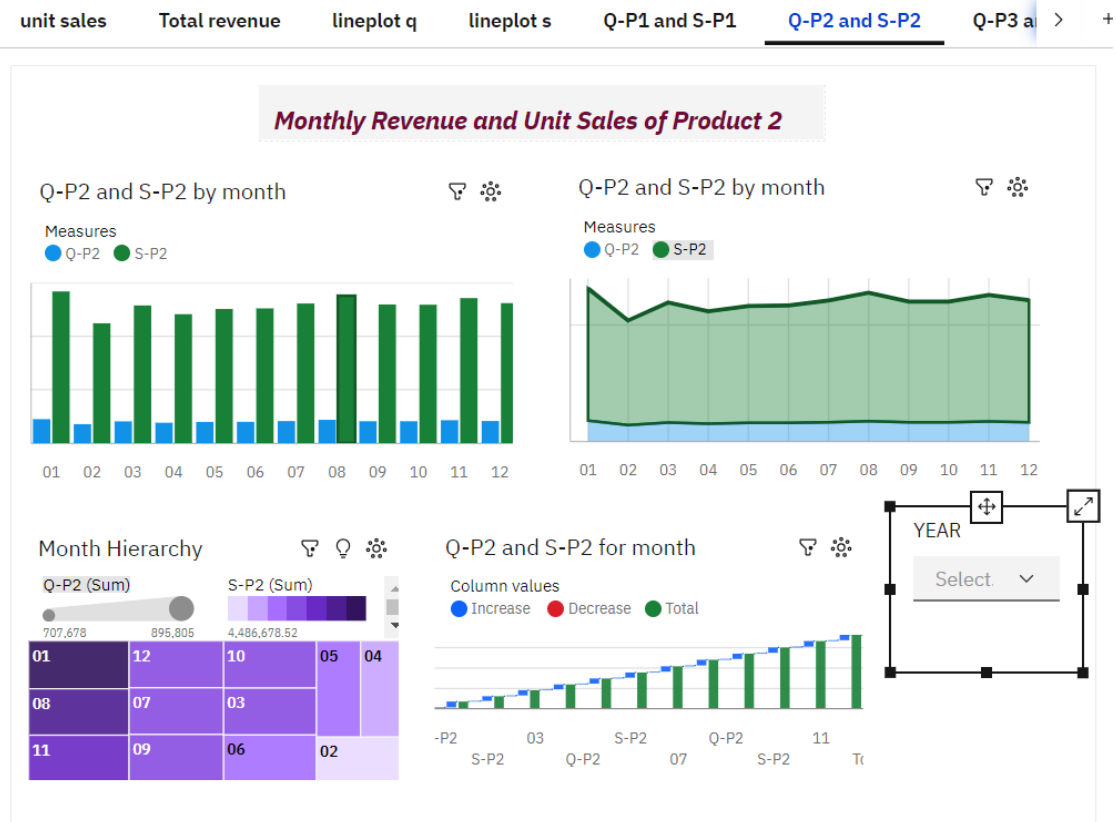 unit sales Total revenue lineplot q lineplot s Q-P1 and S-P1 Q-P2 and S-P2 Q-P3 a
Monthly Revenue and Unit Sales of Product 2
Q-P2 and S-P2 by month
Measures
Q-P2 S-P2
01 02 03 04 05 06 07 08 09 10 11 12
Q-P2 and S-P2 by month
Measures
Q-P2 S-P2
01 02 03 04 05 06 07 08 09 10 11 12
Month Hierarchy
Q-P2 (Sum) S-P2 (Sum)
707,678 895,805 4,486,678.52
01 12 10 05 04
08 07 03
11 09 06 02
Q-P2 and S-P2 for month
Column values
Increase Decrease Total
-P2 03 S-P2 Q-P2 11
S-P2 Q-P2 07 S-P2 To
YEAR
Select.